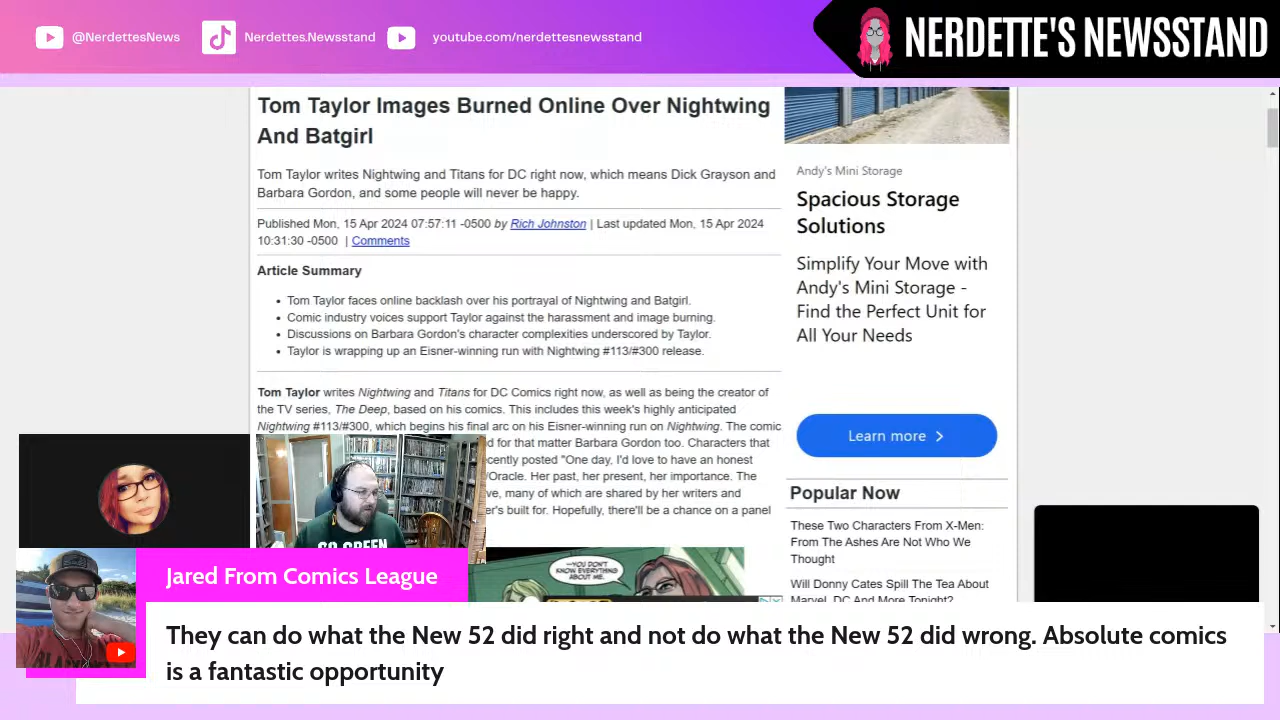 @NerdettesNews
Nerdettes.Newsstand
youtube.com/nerdettesnewsstand
NERDETTE'S NEWSSTAND
Tom Taylor Images Burned Online Over Nightwing
And Batgirl
Tom Taylor writes Nightwing and Titans for DC right now, which means Dick Grayson and
Barbara Gordon, and some people will never be happy.
Published Mon, 15 Apr 2024 07:57:11 -0500 by Rich Johnston | Last updated Mon, 15 Apr 2024
10:31:30 -0500 | Comments
Article Summary
• Tom Taylor faces online backlash over his portrayal of Nightwing and Batgirl.
• Comic industry voices support Taylor against the harassment and image burning.
• Discussions on Barbara Gordon's character complexities underscored by Taylor.
• Taylor is wrapping up an Eisner-winning run with Nightwing #113/#300 release.
Tom Taylor writes Nightwing and Titans for DC Comics right now, as well as being the creator of
the TV series, The Deep, based on his comics. This includes this week's highly anticipated
Nightwing #113/#300, which begins his final arc on his Eisner-winning run on Nightwing. The comic
d for that matter Barbara Gordon too. Characters that
cently posted "One day, I'd love to have an honest
/Oracle. Her past, her present, her importance. The
ve, many of which are shared by her writers and
er's built for. Hopefully, there'll be a chance on a panel
—YOU DON'T
KNOW EVERYTHING
ABOUT ME.
Andy's Mini Storage
Spacious Storage
Solutions
Simplify Your Move with
Andy's Mini Storage -
Find the Perfect Unit for
All Your Needs
Learn more
Popular Now
These Two Characters From X-Men:
From The Ashes Are Not Who We
Thought
Will Donny Cates Spill The Tea About
Marvel, DC And More Tonight?
GO GREEN
Jared From Comics League
They can do what the New 52 did right and not do what the New 52 did wrong. Absolute comics
is a fantastic opportunity